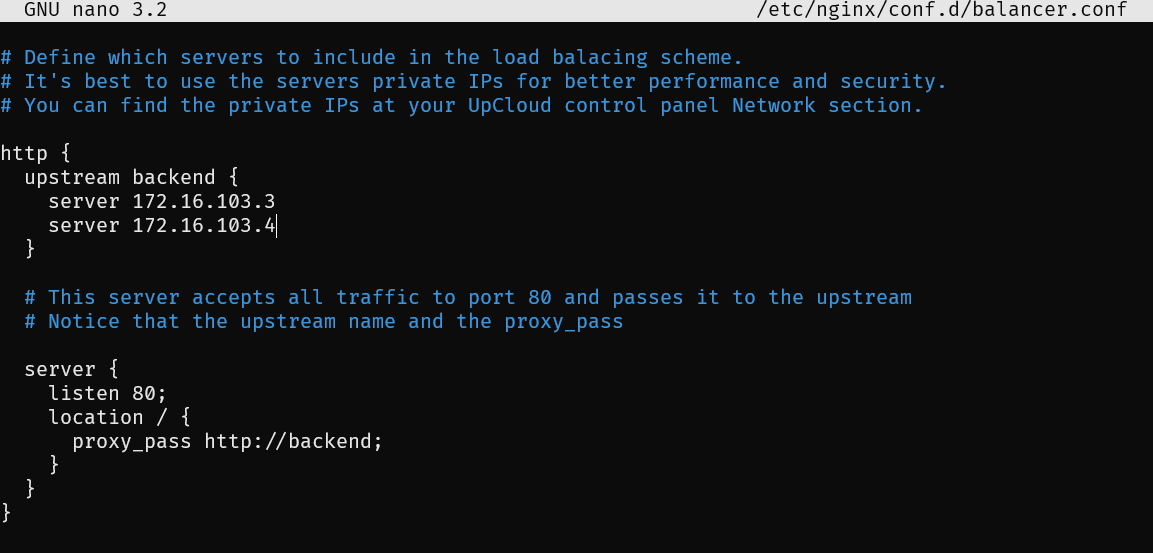 GNU nano 3.2 /etc/nginx/conf.d/balancer.conf
# Define which servers to include in the load balacing scheme.
# It's best to use the servers private IPs for better performance and security.
# You can find the private IPs at your UpCloud control panel Network section.
http {
  upstream backend {
    server 172.16.103.3
    server 172.16.103.4
  }
  # This server accepts all traffic to port 80 and passes it to the upstream
  # Notice that the upstream name and the proxy_pass
  server {
    listen 80;
    location / {
      proxy_pass http://backend;
    }
  }
}